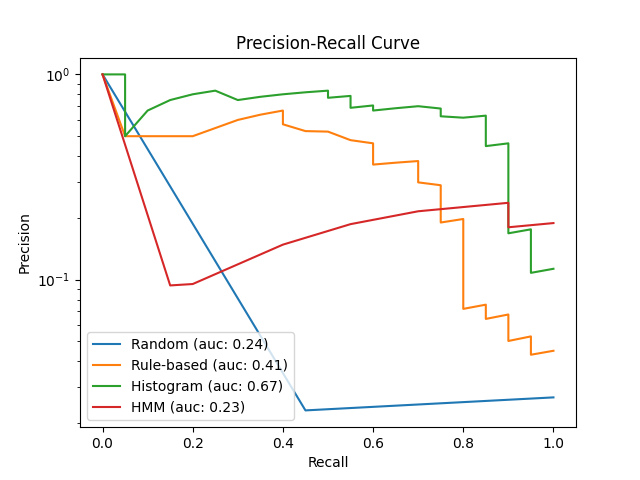 Precision-Recall Curve
10⁰
10⁻¹
Precision
Random (auc: 0.24)
Rule-based (auc: 0.41)
Histogram (auc: 0.67)
HMM (auc: 0.23)
0.0 0.2 0.4 0.6 0.8 1.0
Recall